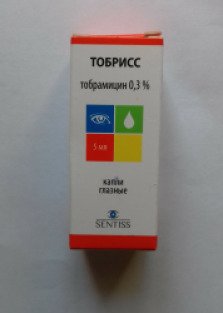 ТОБРИСС
тобрамицин 0,3 %
5 мл
капли
глазные
SENTISS